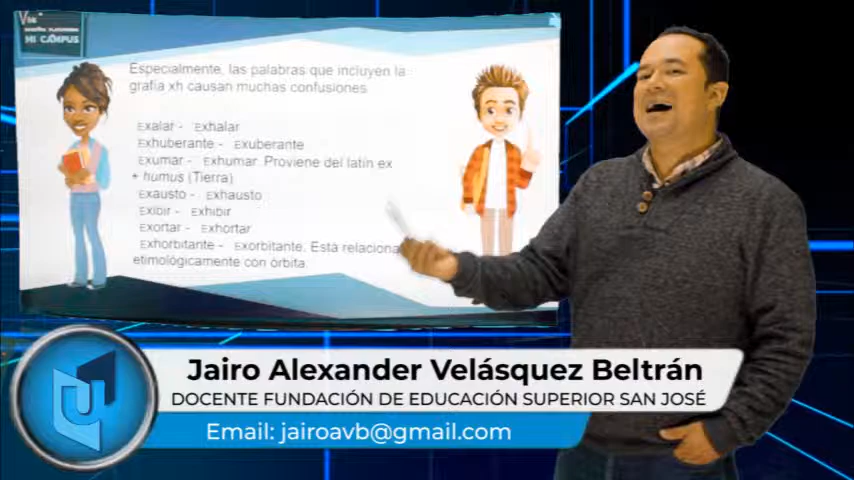 MI CAMPUS
Especialmente, las palabras que incluyen la
grafía xh causan muchas confusiones
Exalar - Exhalar
Exhuberante - Exuberante
Exumar - Exhumar. Proviene del latín ex
+ humus (Tierra)
Exausto - Exhausto
Exibir - Exhibir
Exortar - Exhortar
Exhorbitante - Exorbitante. Está relaciona
etimológicamente con órbita.
Jairo Alexander Velásquez Beltrán
DOCENTE FUNDACIÓN DE EDUCACIÓN SUPERIOR SAN JOSÉ
Email: jairoavb@gmail.com